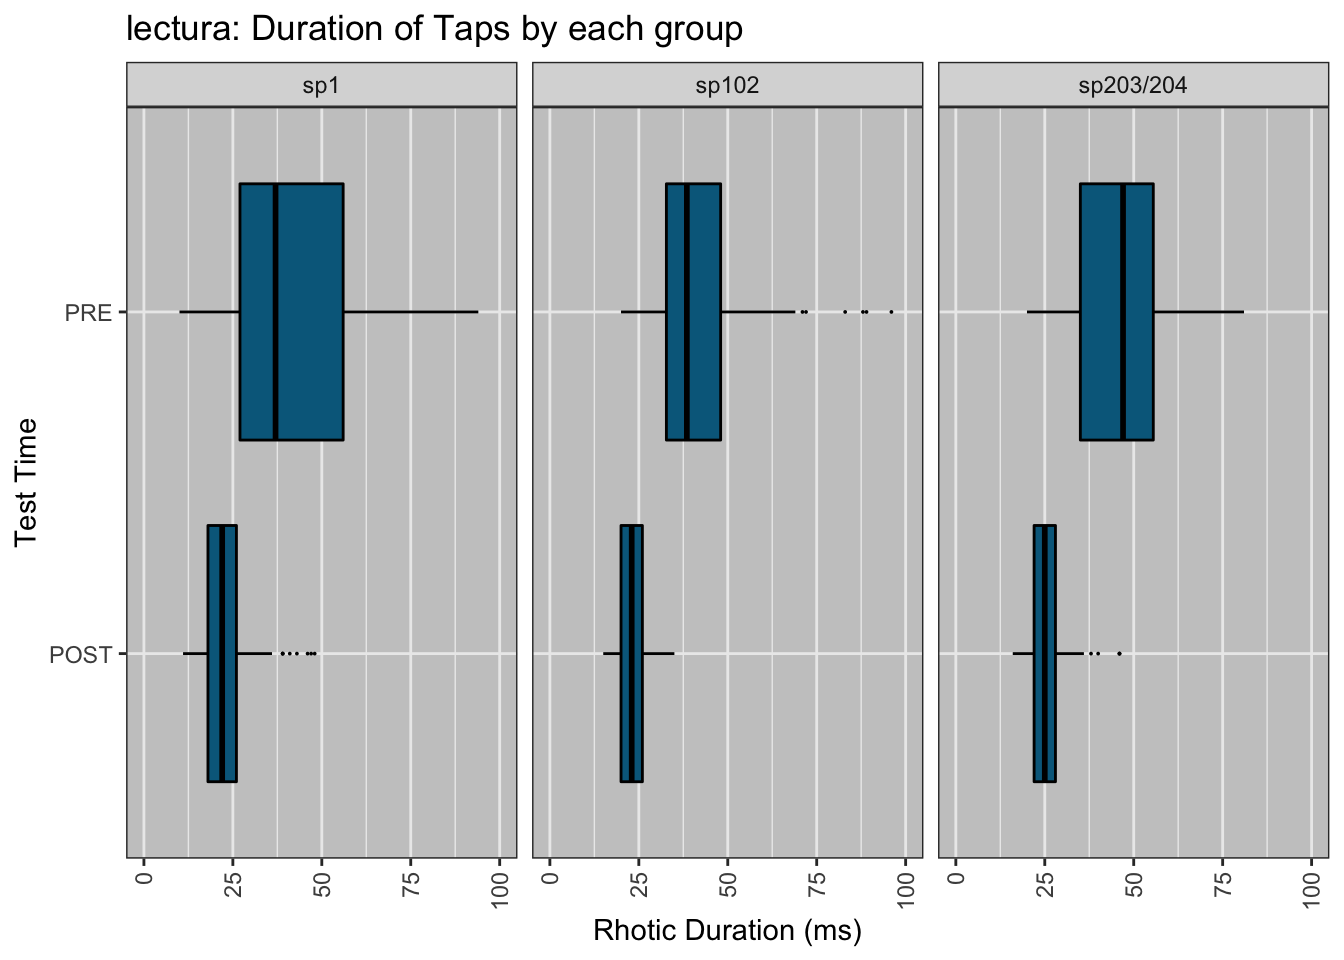 lectura: Duration of Taps by each group
sp1
sp102
sp203/204
Test Time
PRE
POST
0 25 50 75 100
0 25 50 75 100
0 25 50 75 100
Rhotic Duration (ms)